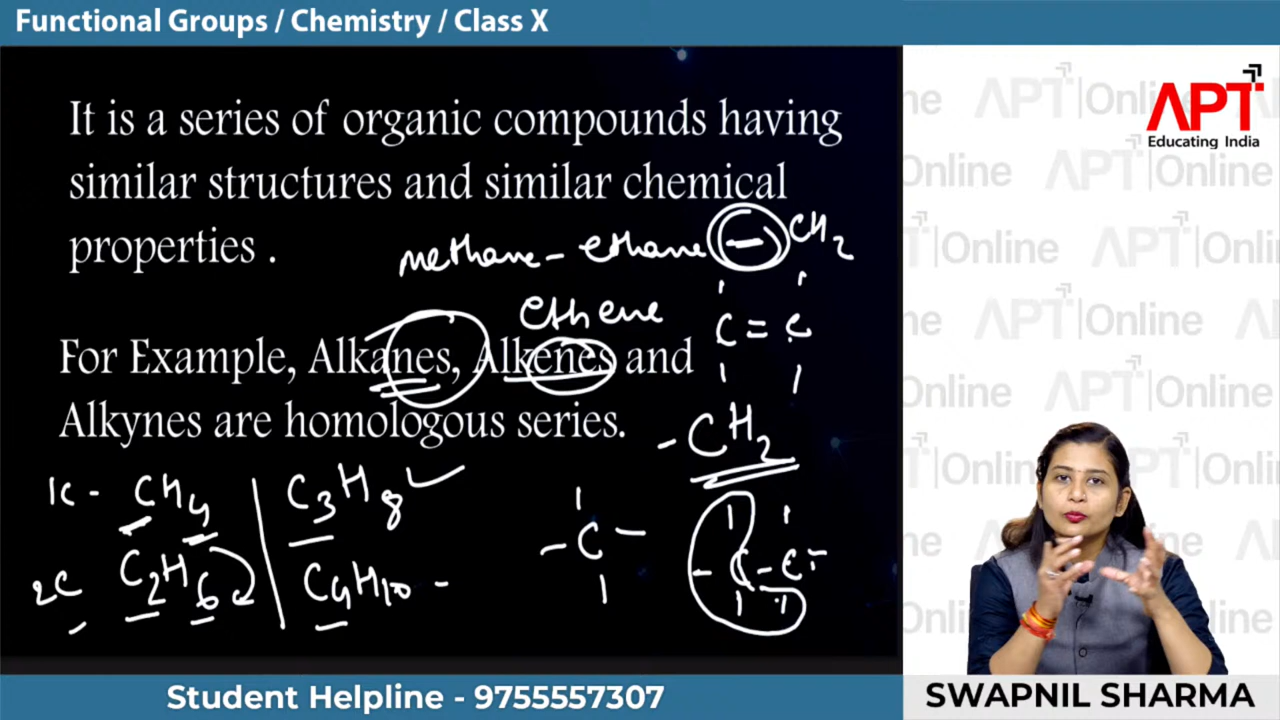 Functional Groups / Chemistry / Class X
It is a series of organic compounds having
similar structures and similar chemical
properties .
methane - ethane - CH2
ethene
C = C
For Example, Alkanes, Alkenes and
Alkynes are homologous series.
- CH2
1C - CH4 | C3H8 ✓
2C C2H6 | C4H10 -
- C -
- C - C -
APT
Educating India
APT|Online
Student Helpline - 9755557307
SWAPNIL SHARMA